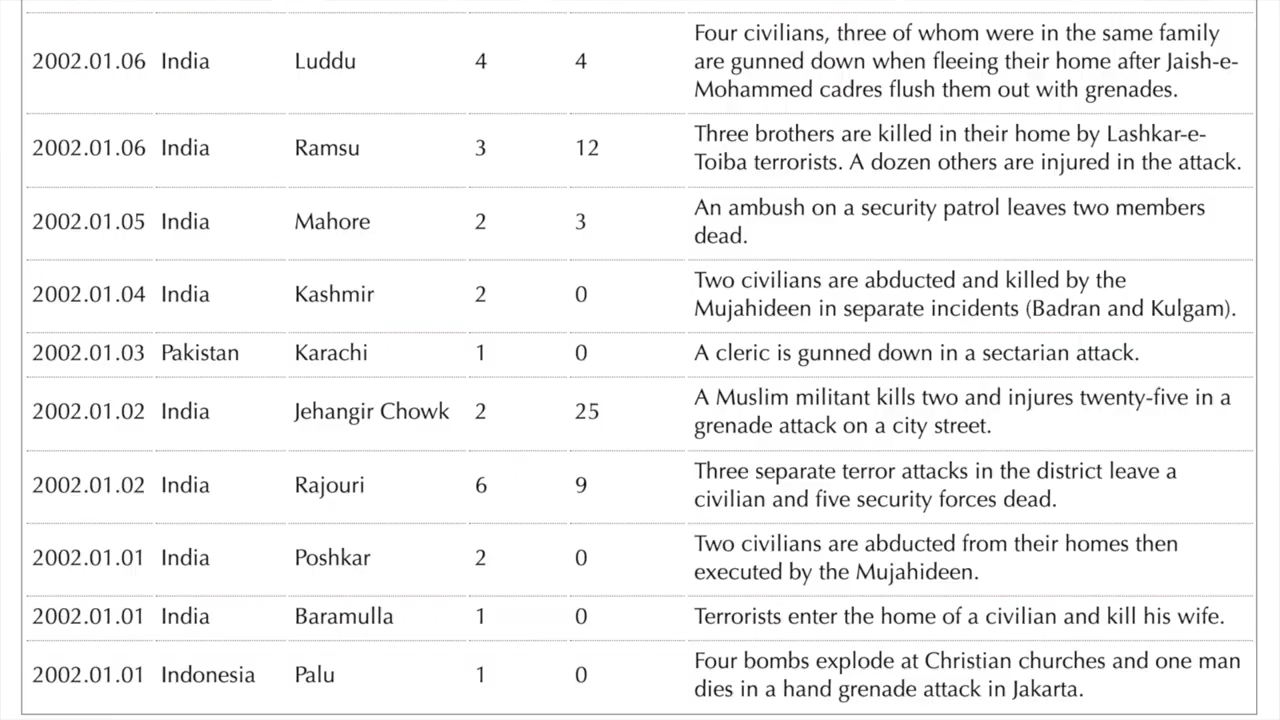 Four civilians, three of whom were in the same family
2002.01.06 India Luddu 4 4 are gunned down when fleeing their home after Jaish-e-
Mohammed cadres flush them out with grenades.
2002.01.06 India Ramsu 3 12 Three brothers are killed in their home by Lashkar-e-
Toiba terrorists. A dozen others are injured in the attack.
2002.01.05 India Mahore 2 3 An ambush on a security patrol leaves two members
dead.
2002.01.04 India Kashmir 2 0 Two civilians are abducted and killed by the
Mujahideen in separate incidents (Badran and Kulgam).
2002.01.03 Pakistan Karachi 1 0 A cleric is gunned down in a sectarian attack.
2002.01.02 India Jehangir Chowk 2 25 A Muslim militant kills two and injures twenty-five in a
grenade attack on a city street.
2002.01.02 India Rajouri 6 9 Three separate terror attacks in the district leave a
civilian and five security forces dead.
2002.01.01 India Poshkar 2 0 Two civilians are abducted from their homes then
executed by the Mujahideen.
2002.01.01 India Baramulla 1 0 Terrorists enter the home of a civilian and kill his wife.
2002.01.01 Indonesia Palu 1 0 Four bombs explode at Christian churches and one man
dies in a hand grenade attack in Jakarta.